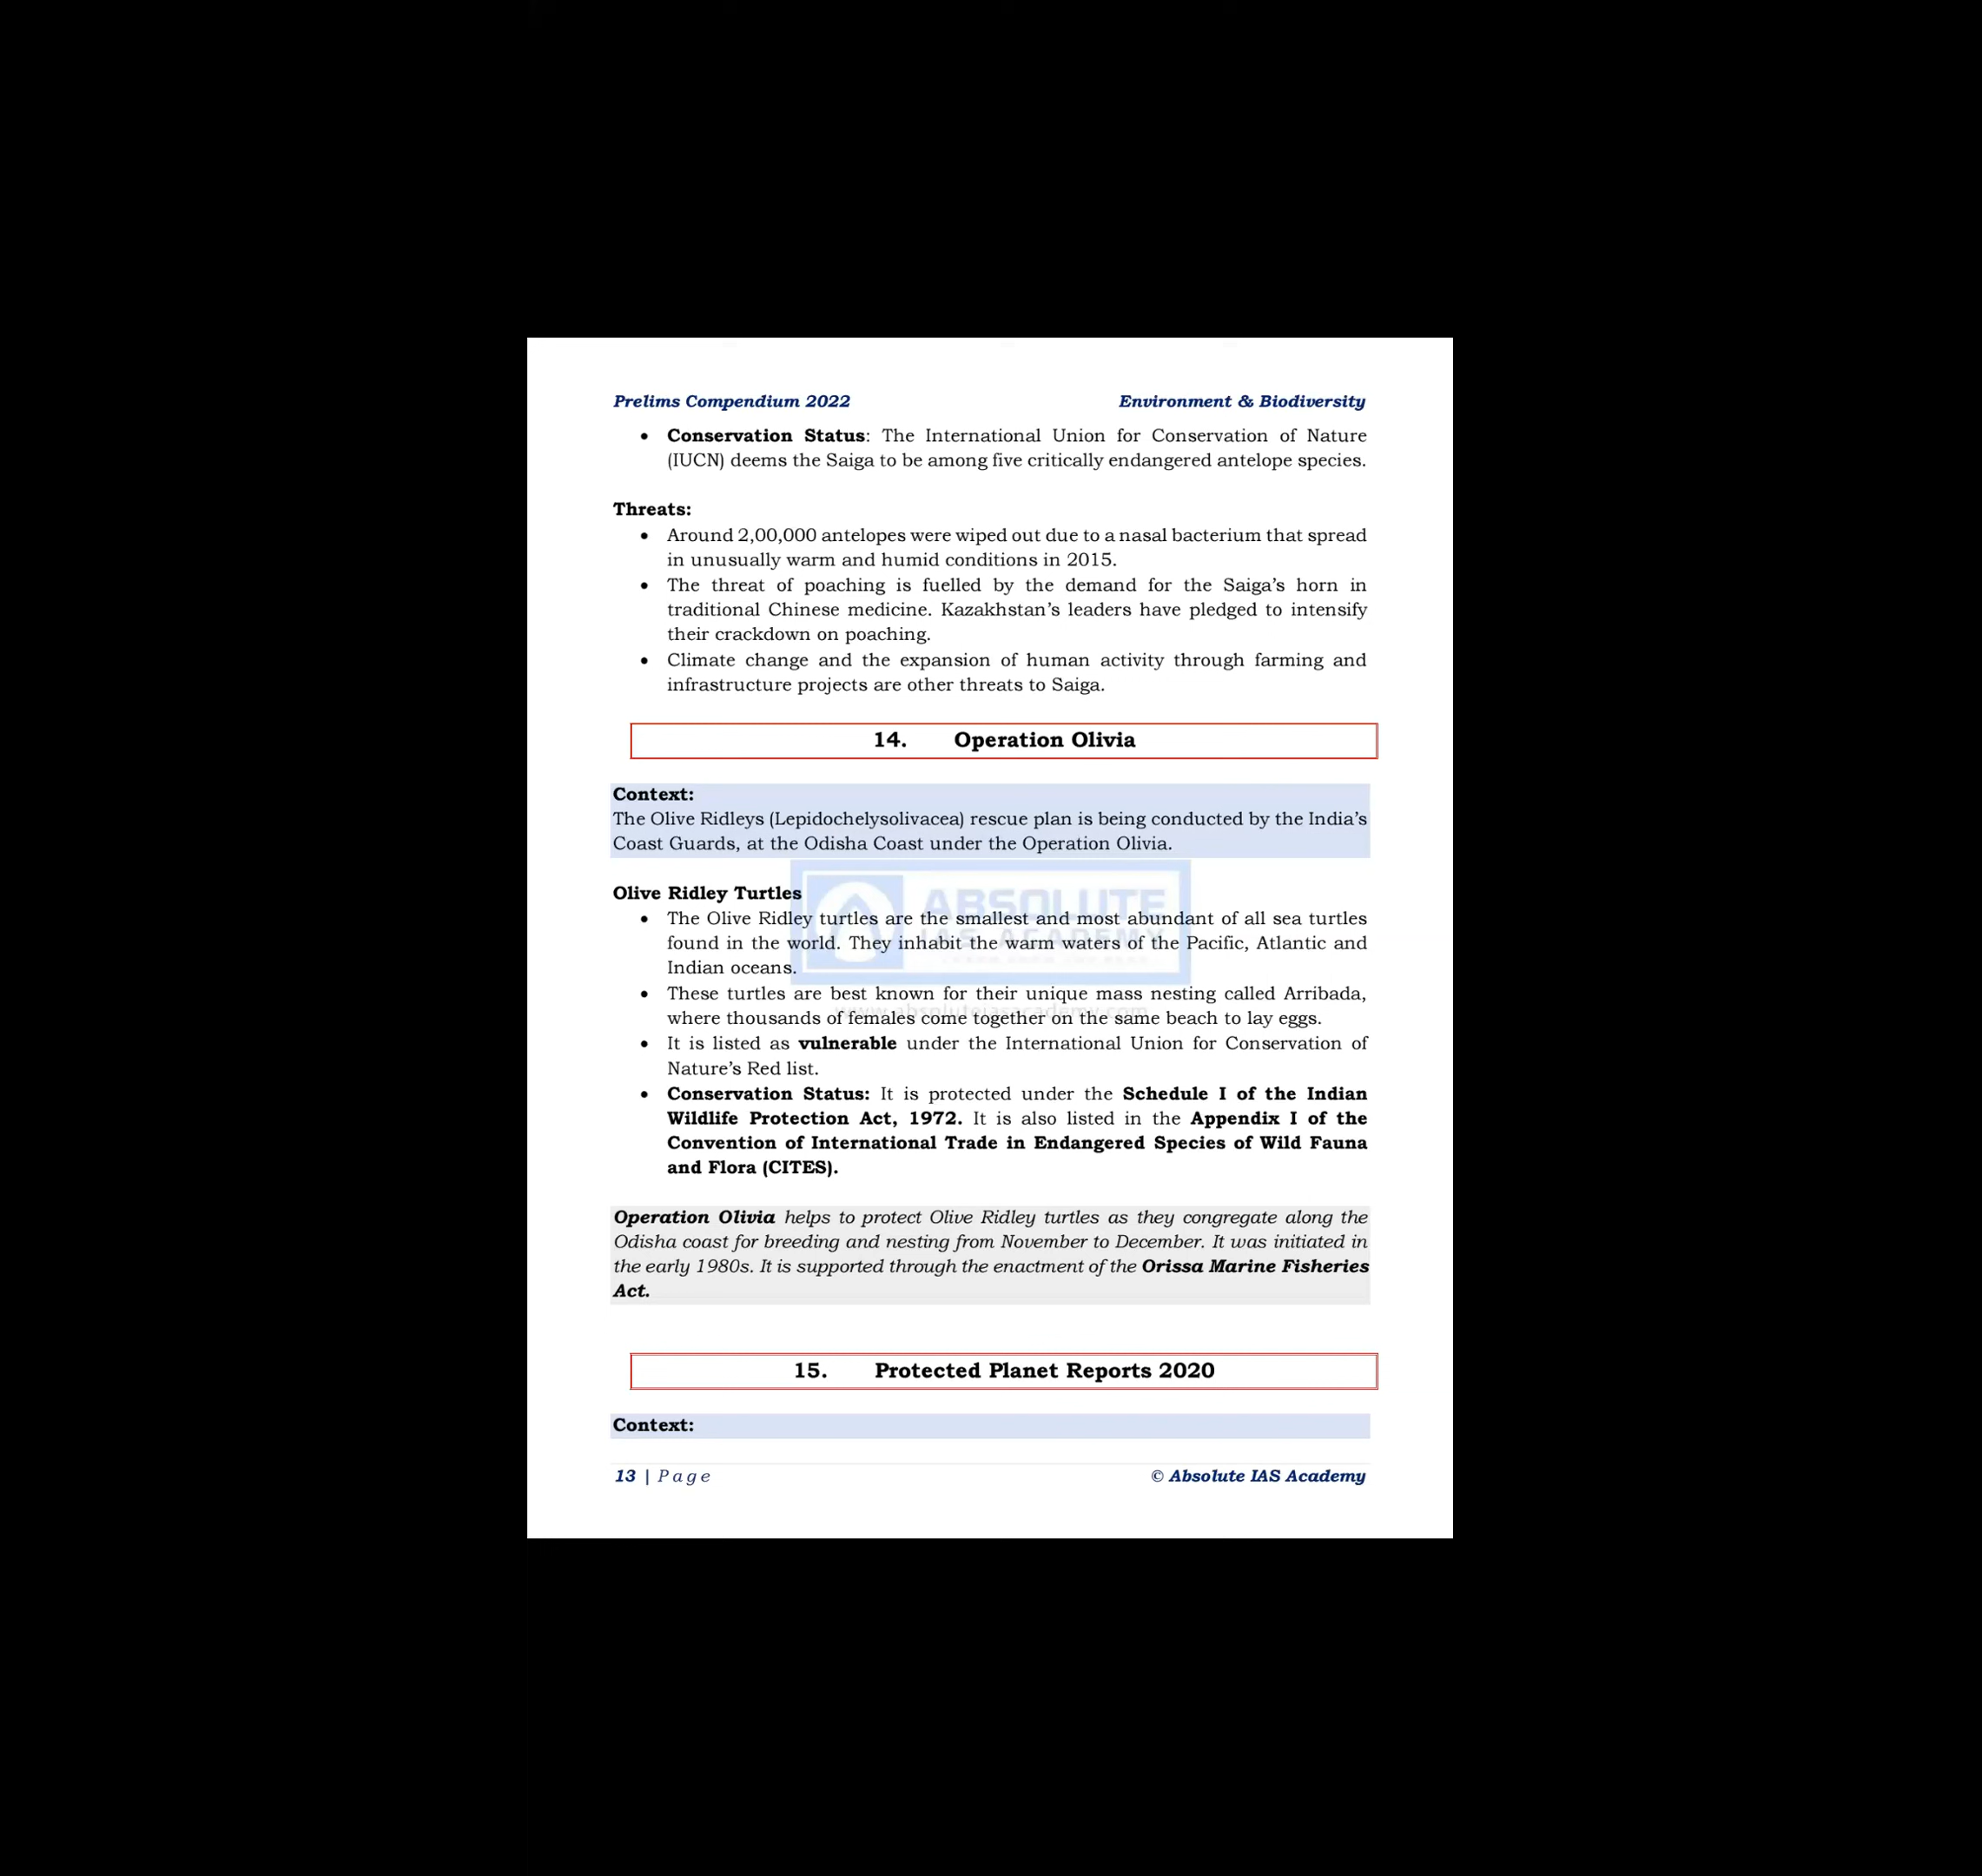 Prelims Compendium 2022 Environment & Biodiversity
• Conservation Status: The International Union for Conservation of Nature
(IUCN) deems the Saiga to be among five critically endangered antelope species.
Threats:
• Around 2,00,000 antelopes were wiped out due to a nasal bacterium that spread
in unusually warm and humid conditions in 2015.
• The threat of poaching is fuelled by the demand for the Saiga’s horn in
traditional Chinese medicine. Kazakhstan’s leaders have pledged to intensify
their crackdown on poaching.
• Climate change and the expansion of human activity through farming and
infrastructure projects are other threats to Saiga.
14. Operation Olivia
Context:
The Olive Ridleys (Lepidochelysolivacea) rescue plan is being conducted by the India’s
Coast Guards, at the Odisha Coast under the Operation Olivia.
ABSOLUTE
IAS ACADEMY
Olive Ridley Turtles
• The Olive Ridley turtles are the smallest and most abundant of all sea turtles
found in the world. They inhabit the warm waters of the Pacific, Atlantic and
Indian oceans.
• These turtles are best known for their unique mass nesting called Arribada,
www.absoluteiasacademy.com
where thousands of females come together on the same beach to lay eggs.
• It is listed as vulnerable under the International Union for Conservation of
Nature’s Red list.
• Conservation Status: It is protected under the Schedule I of the Indian
Wildlife Protection Act, 1972. It is also listed in the Appendix I of the
Convention of International Trade in Endangered Species of Wild Fauna
and Flora (CITES).
Operation Olivia helps to protect Olive Ridley turtles as they congregate along the
Odisha coast for breeding and nesting from November to December. It was initiated in
the early 1980s. It is supported through the enactment of the Orissa Marine Fisheries
Act.
15. Protected Planet Reports 2020
Context:
13 | Page © Absolute IAS Academy